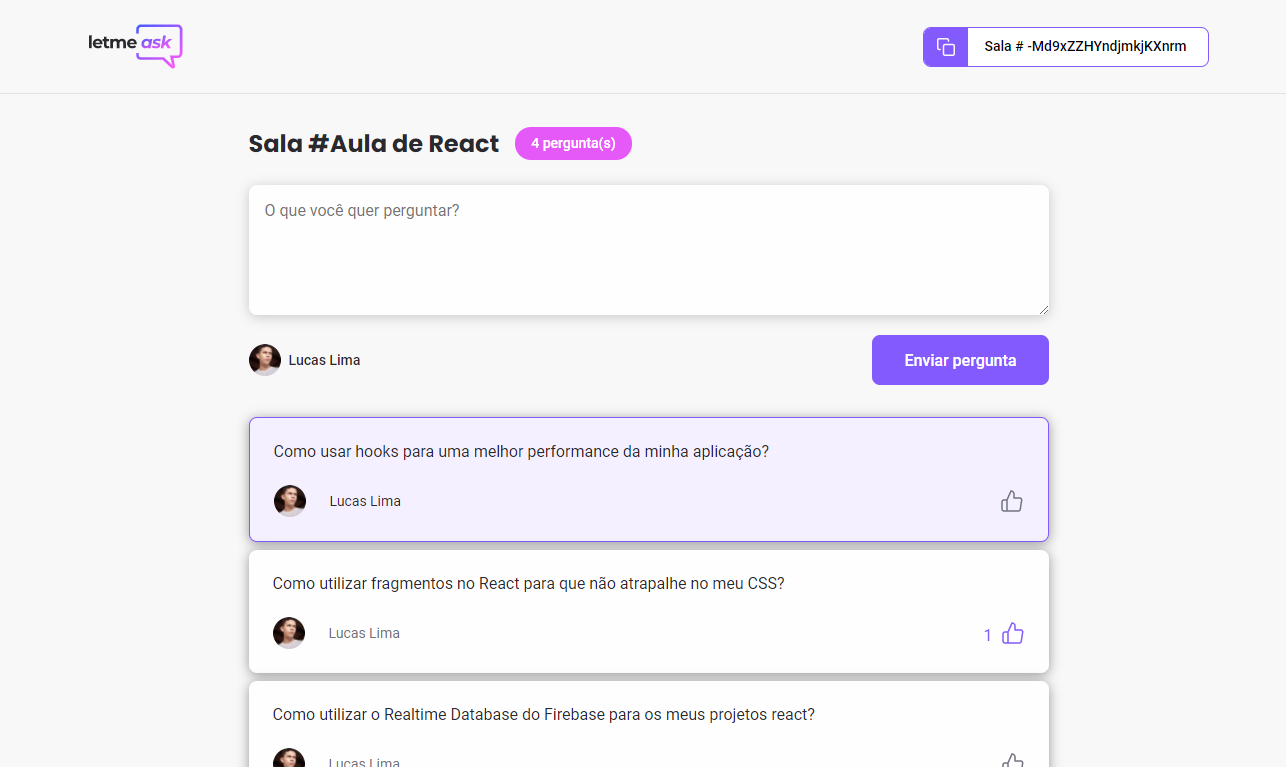 letme ask
Sala # -Md9xZZHYndjmkjKXnrm
Sala #Aula de React
4 pergunta(s)
O que você quer perguntar?
Lucas Lima
Enviar pergunta
Como usar hooks para uma melhor performance da minha aplicação?
Lucas Lima
Como utilizar fragmentos no React para que não atrapalhe no meu CSS?
Lucas Lima
1
Como utilizar o Realtime Database do Firebase para os meus projetos react?
Lucas Lima